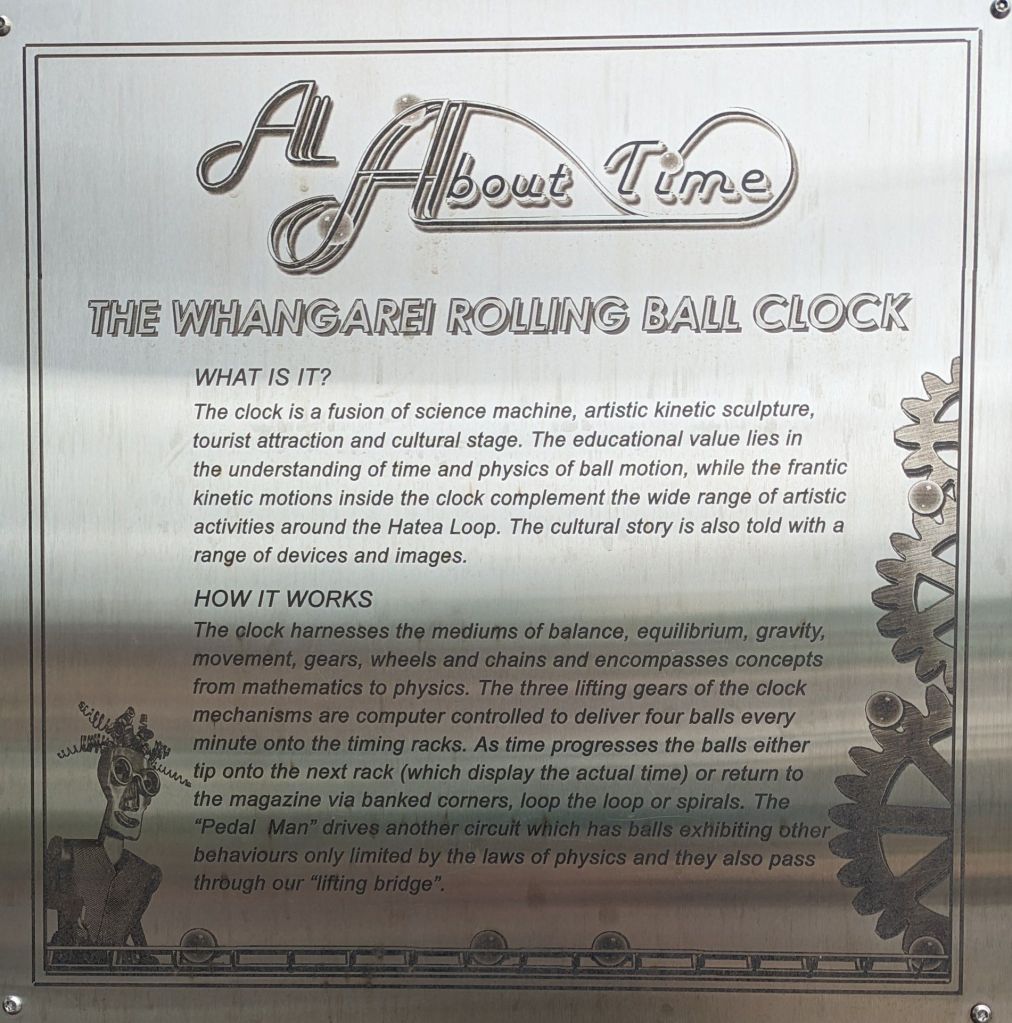 All About Time
THE WHANGAREI ROLLING BALL CLOCK
WHAT IS IT?
The clock is a fusion of science machine, artistic kinetic sculpture,
tourist attraction and cultural stage. The educational value lies in
the understanding of time and physics of ball motion, while the frantic
kinetic motions inside the clock complement the wide range of artistic
activities around the Hatea Loop. The cultural story is also told with a
range of devices and images.
HOW IT WORKS
The clock harnesses the mediums of balance, equilibrium, gravity,
movement, gears, wheels and chains and encompasses concepts
from mathematics to physics. The three lifting gears of the clock
mechanisms are computer controlled to deliver four balls every
minute onto the timing racks. As time progresses the balls either
tip onto the next rack (which display the actual time) or return to
the magazine via banked corners, loop the loop or spirals. The
“Pedal Man” drives another circuit which has balls exhibiting other
behaviours only limited by the laws of physics and they also pass
through our “lifting bridge”.